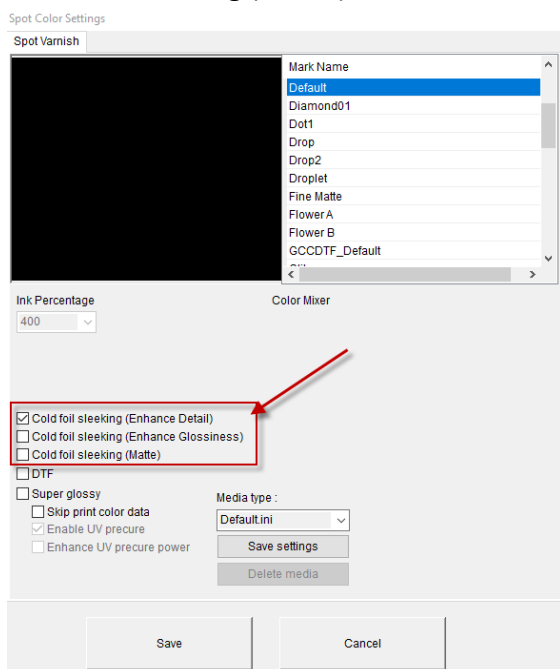 Spot Color Settings
Spot Varnish
Mark Name
Default
Diamond01
Dot1
Drop
Drop2
Droplet
Fine Matte
Flower A
Flower B
GCCDTF_Default
Ink Percentage
Color Mixer
400
Cold foil sleeking (Enhance Detail)
Cold foil sleeking (Enhance Glossiness)
Cold foil sleeking (Matte)
DTF
Super glossy
Skip print color data
Enable UV precure
Enhance UV precure power
Media type :
Default.ini
Save settings
Delete media
Save
Cancel